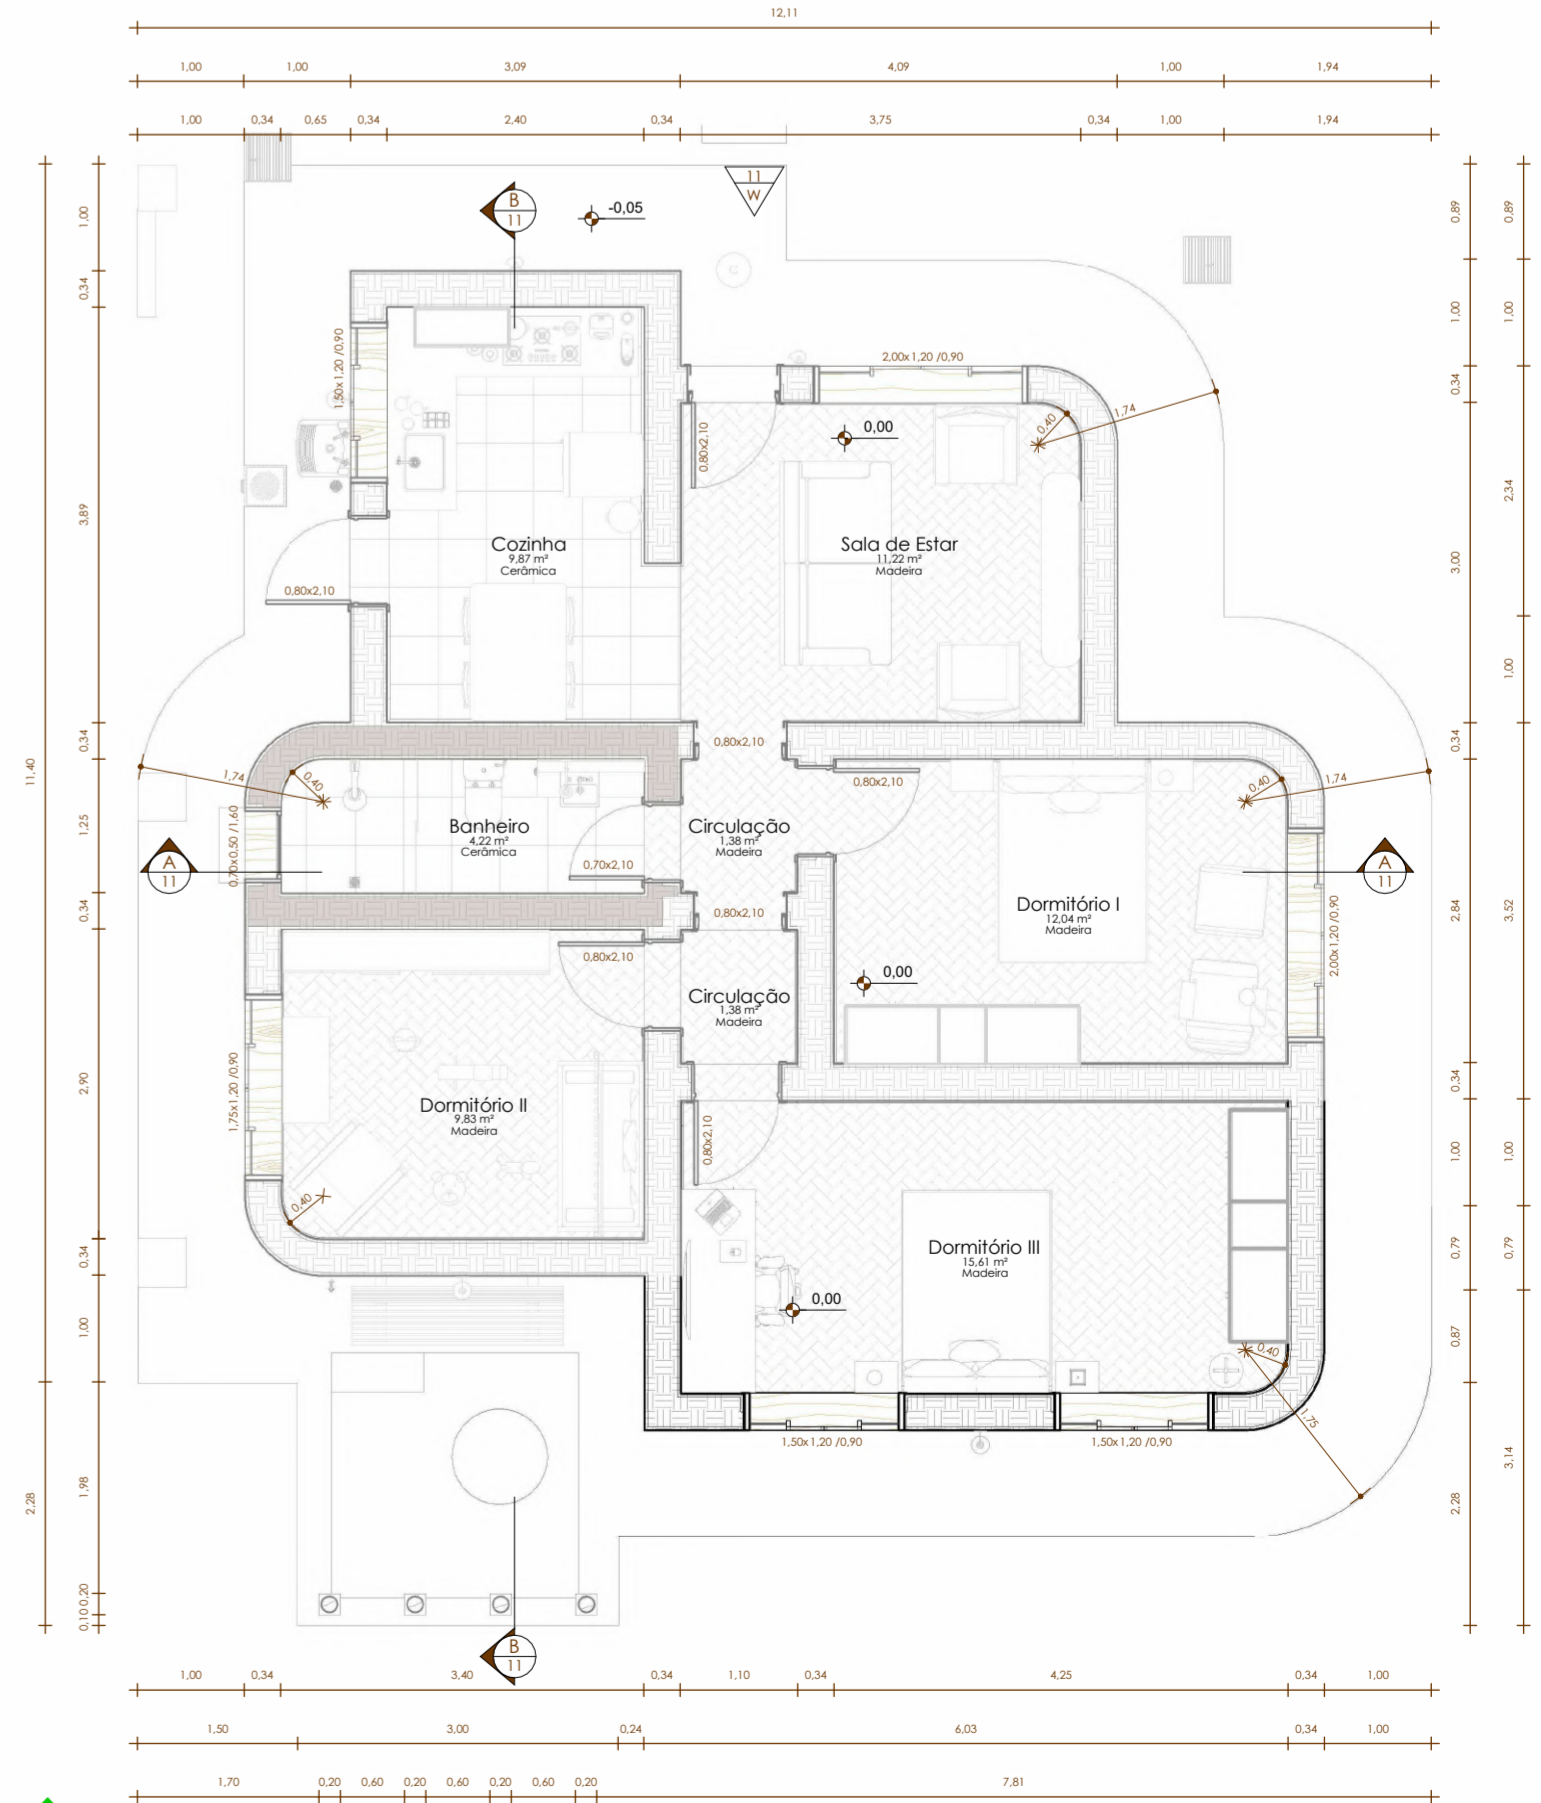 12,11
1,00 1,00 3,09 4,09 1,00 1,94
1,00 0,34 0,65 0,34 2,40 0,34 3,75 0,34 1,00 1,94
11
W
B
11
-0,05
1,00
0,34
3,89
0,34
1,25
0,34
2,90
0,34
1,00
1,98
0,20
0,10
11,40
2,28
0,89
1,00
0,34
3,00
0,34
2,84
0,34
1,00
0,79
0,87
2,28
0,89
1,00
2,34
1,00
3,52
1,00
0,79
3,14
1,50x1,20 /0,90
2,00x1,20 /0,90
0,40
1,74
0,00
0,80x2,10
Cozinha
9,87 m²
Cerâmica
Sala de Estar
11,22 m²
Madeira
0,80x2,10
0,80x2,10
0,80x2,10
1,74
0,40
0,40
1,74
0,70x0,50 /1,60
Banheiro
4,22 m²
Cerâmica
0,70x2,10
Circulação
1,38 m²
Madeira
A
11
A
11
0,80x2,10
Dormitório I
12,04 m²
Madeira
2,00x1,20 /0,90
0,80x2,10
0,00
Circulação
1,38 m²
Madeira
1,75x1,20 /0,90
Dormitório II
9,83 m²
Madeira
0,80x2,10
0,40
Dormitório III
15,61 m²
Madeira
0,00
0,40
1,75
1,50x1,20 /0,90
1,50x1,20 /0,90
B
11
1,00 0,34 3,40 0,34 1,10 0,34 4,25 0,34 1,00
1,50 3,00 0,24 6,03 0,34 1,00
1,70 0,20 0,60 0,20 0,60 0,20 0,60 0,20 7,81